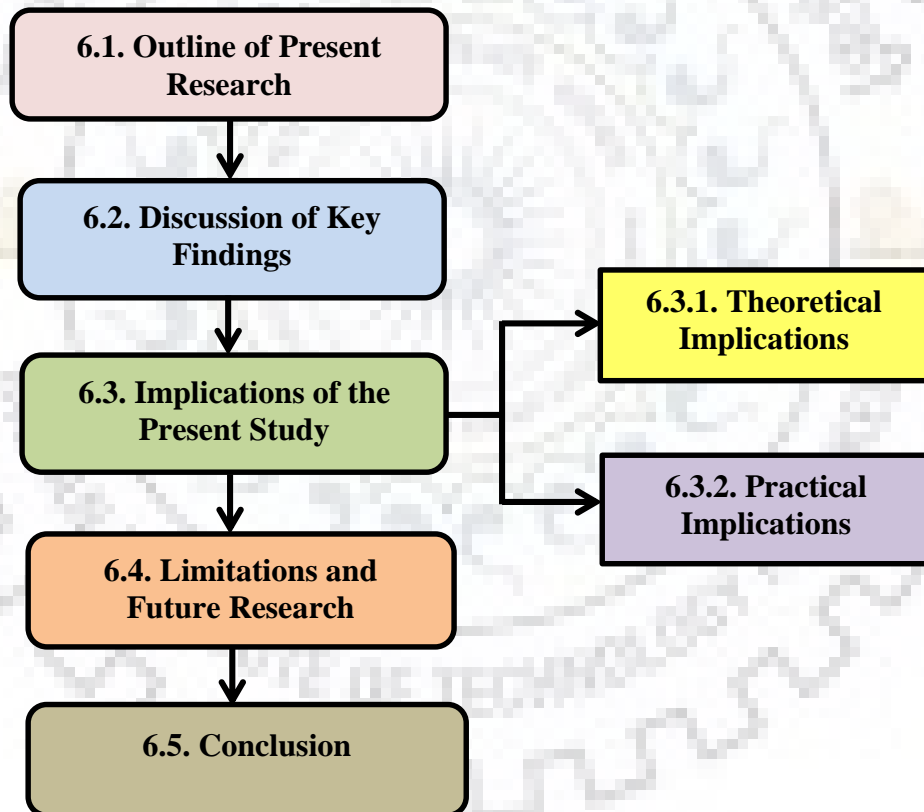 6.1. Outline of Present
Research
6.2. Discussion of Key
Findings
6.3. Implications of the
Present Study
6.3.1. Theoretical
Implications
6.3.2. Practical
Implications
6.4. Limitations and
Future Research
6.5. Conclusion
OF TECHNOLOGY